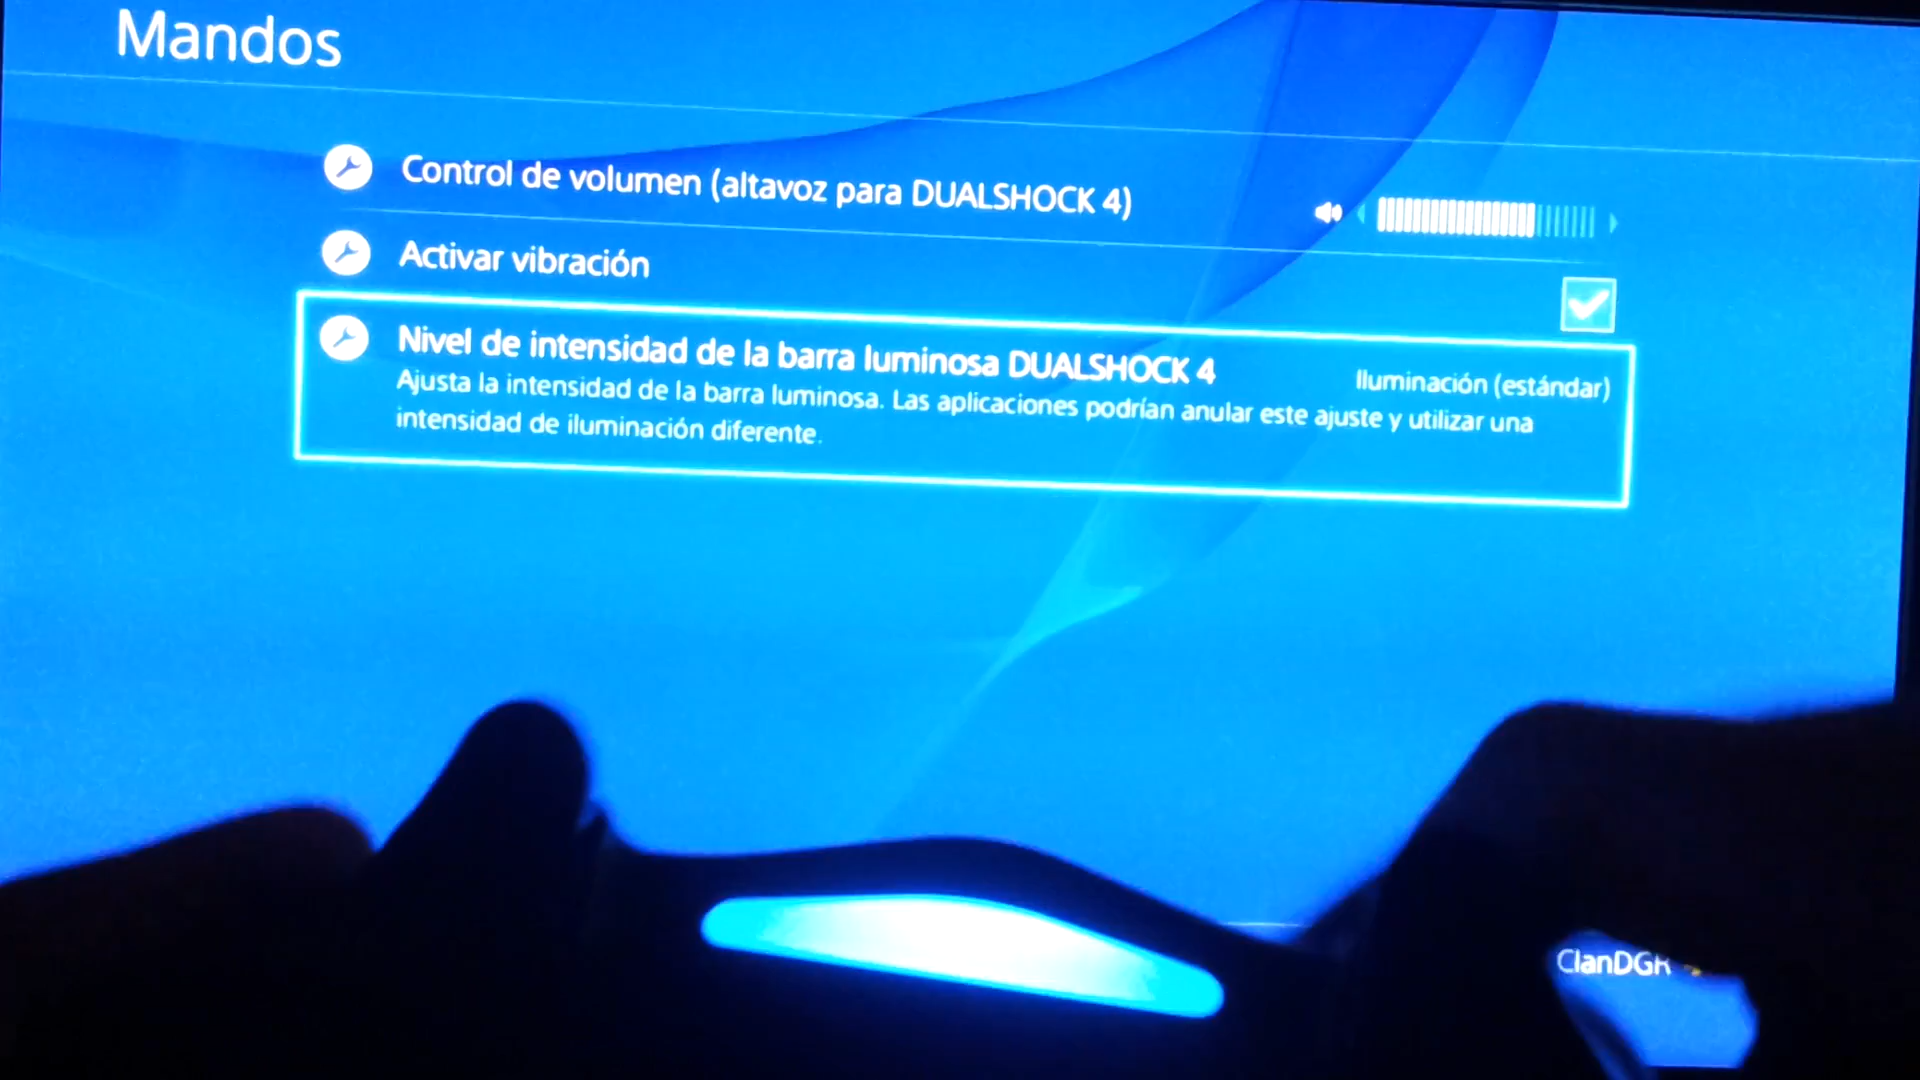 Mandos
Control de volumen (altavoz para DUALSHOCK 4)
Activar vibración
Nivel de intensidad de la barra luminosa DUALSHOCK 4
Iluminación (estándar)
Ajusta la intensidad de la barra luminosa. Las aplicaciones podrían anular este ajuste y utilizar una
intensidad de iluminación diferente.
ClanDGR